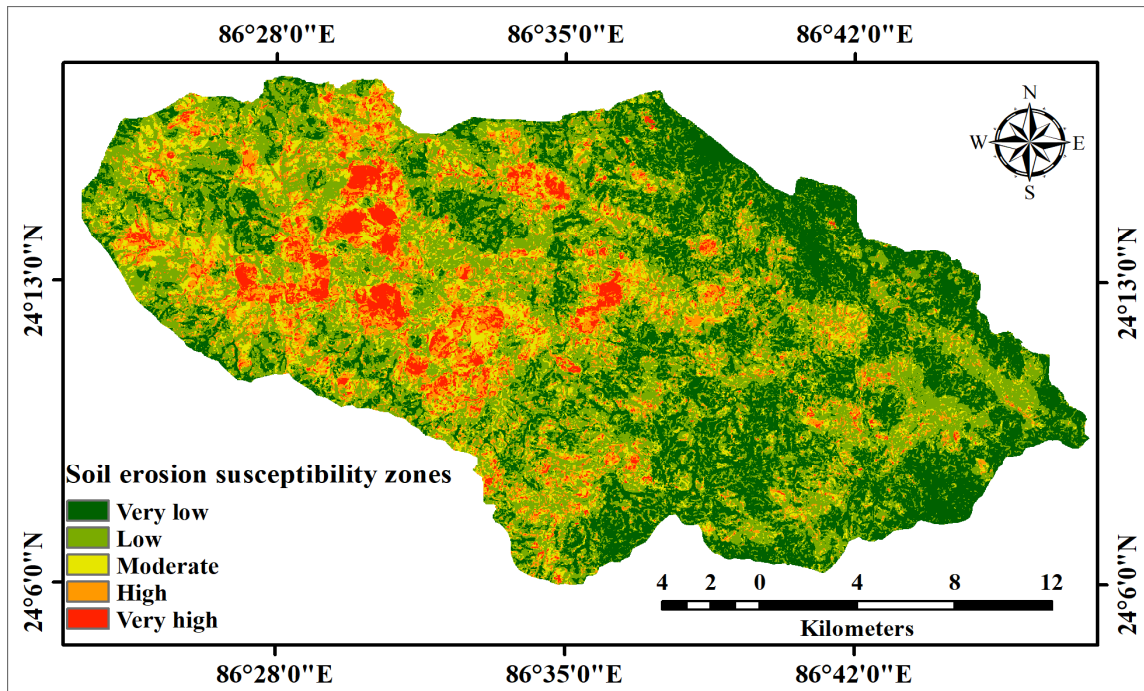 86°28'0"E 86°35'0"E 86°42'0"E
N
W E
S
24°13'0"N 24°13'0"N
Soil erosion susceptibility zones
Very low
Low
Moderate
High
Very high
24°6'0"N 24°6'0"N
4 2 0 4 8 12
Kilometers
86°28'0"E 86°35'0"E 86°42'0"E